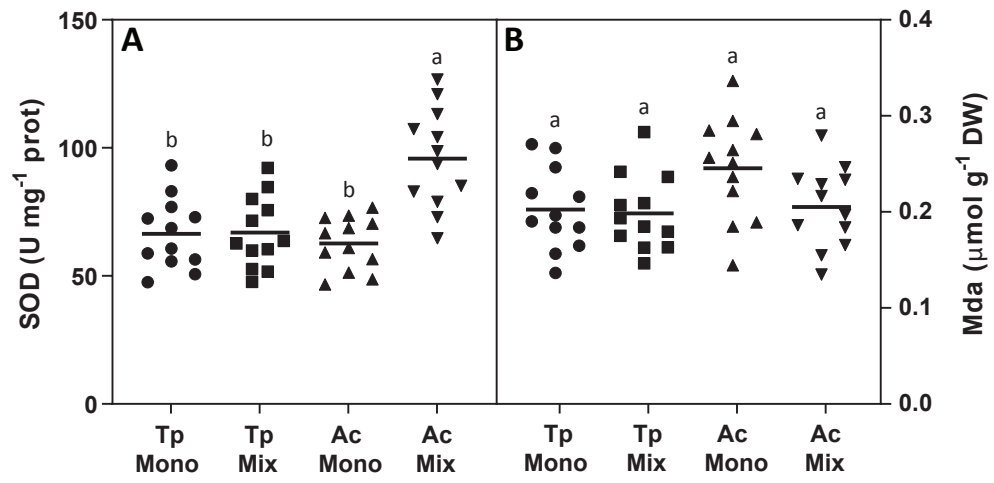 150
A
B
0.4
a
a
a
a
b
b
b
a
100
0.3
50
0.2
0.1
0
0.0
SOD (U mg⁻¹ prot)
Mda (μmol g⁻¹ DW)
Tp Tp Ac Ac Tp Tp Ac Ac
Mono Mix Mono Mix Mono Mix Mono Mix